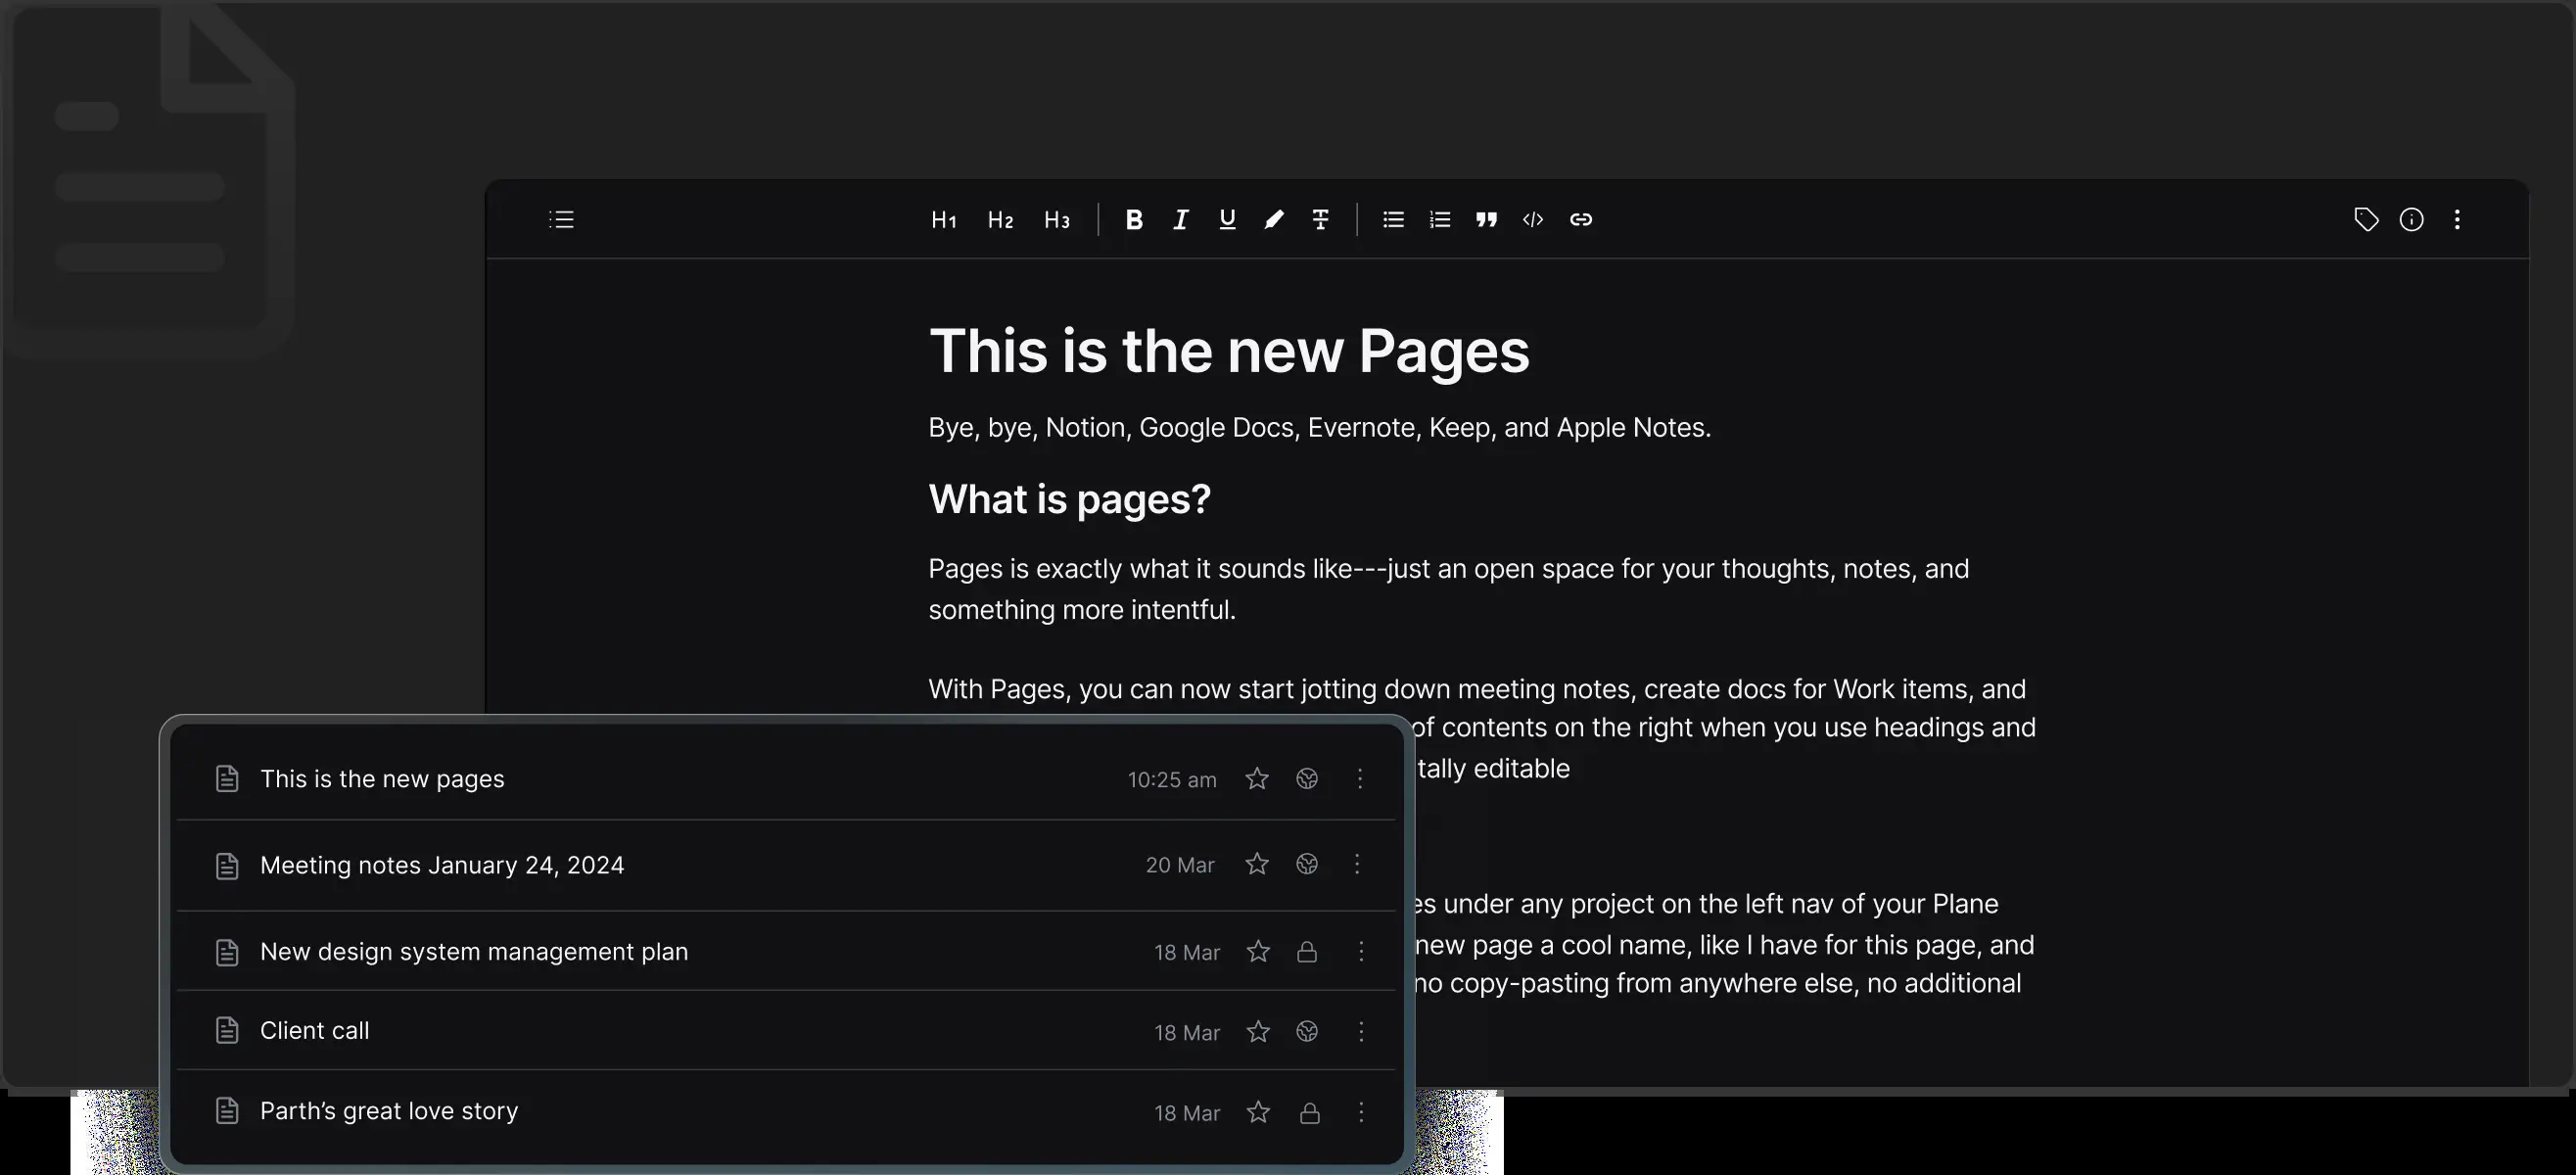 H1 H2 H3 B I U T
This is the new Pages
Bye, bye, Notion, Google Docs, Evernote, Keep, and Apple Notes.
What is pages?
Pages is exactly what it sounds like---just an open space for your thoughts, notes, and
something more intentful.
With Pages, you can now start jotting down meeting notes, create docs for Work items, and
of contents on the right when you use headings and
tally editable
es under any project on the left nav of your Plane
new page a cool name, like I have for this page, and
no copy-pasting from anywhere else, no additional
This is the new pages 10:25 am
Meeting notes January 24, 2024 20 Mar
New design system management plan 18 Mar
Client call 18 Mar
Parth’s great love story 18 Mar